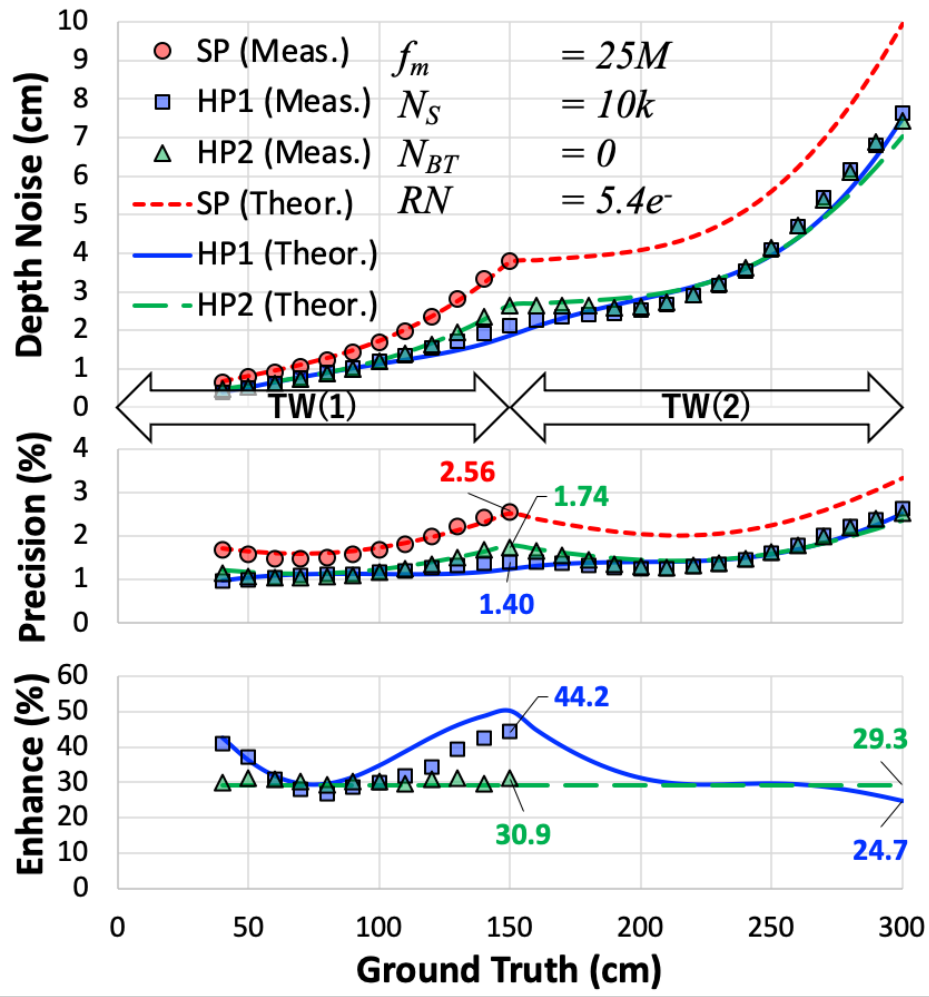 Depth Noise (cm)
10
9
8
7
6
5
4
3
2
1
0
SP (Meas.) fm = 25M
HP1 (Meas.) NS = 10k
HP2 (Meas.) NBT = 0
SP (Theor.) RN = 5.4e-
HP1 (Theor.)
HP2 (Theor.)
TW(1) TW(2)
Precision (%)
4
3
2
1
0
2.56
1.74
1.40
Enhance (%)
60
50
40
30
20
10
0
44.2
29.3
30.9
24.7
0 50 100 150 200 250 300
Ground Truth (cm)